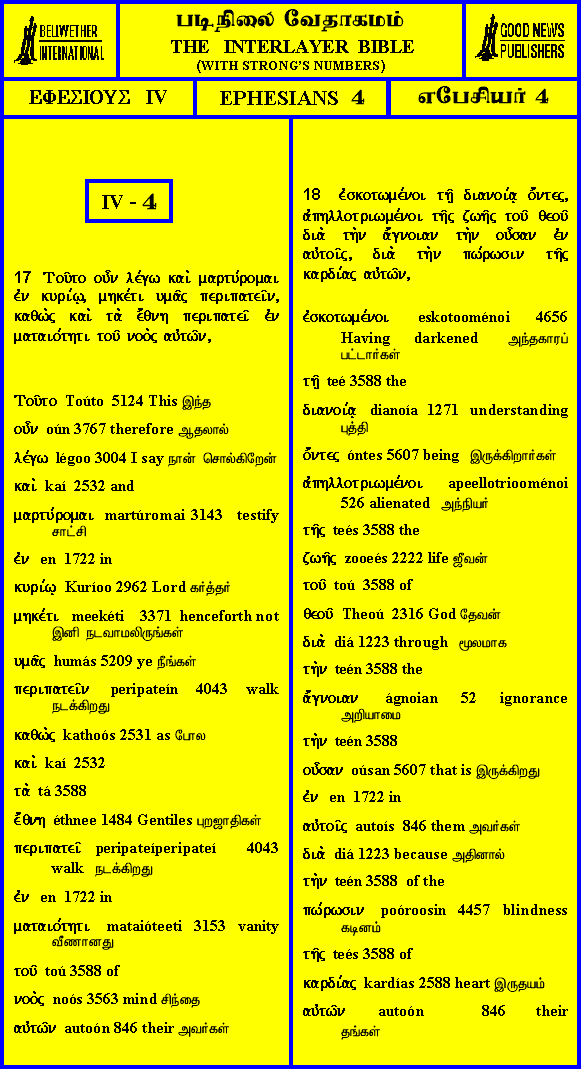 BELLWETHER
INTERNATIONAL
படிநிலை வேதாகமம்
THE INTERLAYER BIBLE
(WITH STRONG'S NUMBERS)
GOOD NEWS
PUBLISHERS
ΕΦΕΣΙΟΥΣ IV
EPHESIANS 4
எபேசியர் 4
IV - 4
17 Τοῦτο οὖν λέγω καὶ μαρτύρομαι
ἐν κυρίῳ, μηκέτι υμᾶς περιπατεῖν,
καθὼς καὶ τὰ ἔθνη περιπατεῖ ἐν
ματαιότητι τοῦ νοὸς αὐτῶν,
Τοῦτο Toúto 5124 This இந்த
οὖν oún 3767 therefore ஆதலால்
λέγω légoo 3004 I say நான் சொல்கிறேன்
καὶ kaí 2532 and
μαρτύρομαι martúromai 3143 testify
சாட்சி
ἐν en 1722 in
κυρίῳ Kuríoo 2962 Lord கர்த்தர்
μηκέτι meekéti 3371 henceforth not
இனி நடவாமலிருங்கள்
υμᾶς humás 5209 ye நீங்கள்
περιπατεῖν peripateín 4043 walk
நடக்கிறது
καθὼς kathoós 2531 as போல
καὶ kaí 2532
τὰ tá 3588
ἔθνη éthnee 1484 Gentiles புறஜாதிகள்
περιπατεῖ peripateíperipateí 4043
walk நடக்கிறது
ἐν en 1722 in
ματαιότητι mataióteeti 3153 vanity
வீணானது
τοῦ toú 3588 of
νοὸς noós 3563 mind சிந்தை
αὐτῶν autoón 846 their அவர்கள்
18 ἐσκοτωμένοι τῇ διανοίᾳ ὄντες,
ἀπηλλοτριωμένοι τῆς ζωῆς τοῦ θεοῦ
διὰ τὴν ἄγνοιαν τὴν οὖσαν ἐν
αὐτοῖς, διὰ τὴν πώρωσιν τῆς
καρδίας αὐτῶν,
ἐσκοτωμένοι eskotooménoi 4656
Having darkened அந்தகாரப்
பட்டார்கள்
τῇ teé 3588 the
διανοίᾳ dianoía 1271 understanding
புத்தி
ὄντες óntes 5607 being இருக்கிறார்கள்
ἀπηλλοτριωμένοι apeellotriooménoi
526 alienated அந்நியர்
τῆς teés 3588 the
ζωῆς zooeés 2222 life ஜீவன்
τοῦ toú 3588 of
θεοῦ Theoú 2316 God தேவன்
διὰ diá 1223 through மூலமாக
τὴν teén 3588 the
ἄγνοιαν ágnoian 52 ignorance
அறியாமை
τὴν teén 3588
οὖσαν oúsan 5607 that is இருக்கிறது
ἐν en 1722 in
αὐτοῖς autoís 846 them அவர்கள்
διὰ diá 1223 because அதினால்
τὴν teén 3588 of the
πώρωσιν poóroosin 4457 blindness
கடினம்
τῆς teés 3588 of
καρδίας kardías 2588 heart இருதயம்
αὐτῶν autoón 846 their
தங்கள்